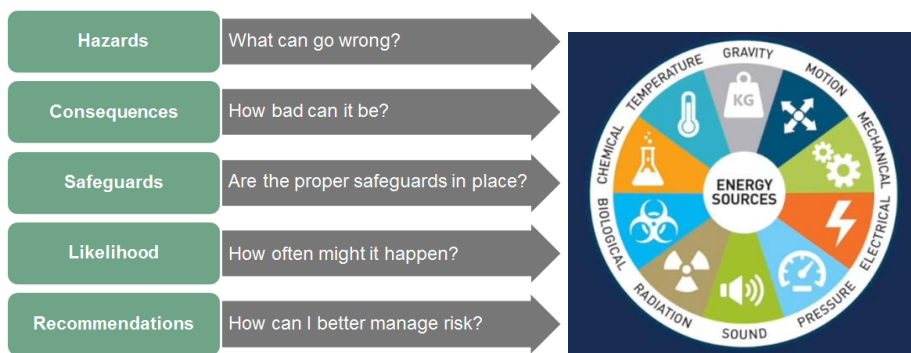 Hazards
What can go wrong?
Consequences
How bad can it be?
Safeguards
Are the proper safeguards in place?
Likelihood
How often might it happen?
Recommendations
How can I better manage risk?
GRAVITY
MOTION
MECHANICAL
ELECTRICAL
PRESSURE
SOUND
RADIATION
BIOLOGICAL
CHEMICAL
TEMPERATURE
KG
ENERGY
SOURCES